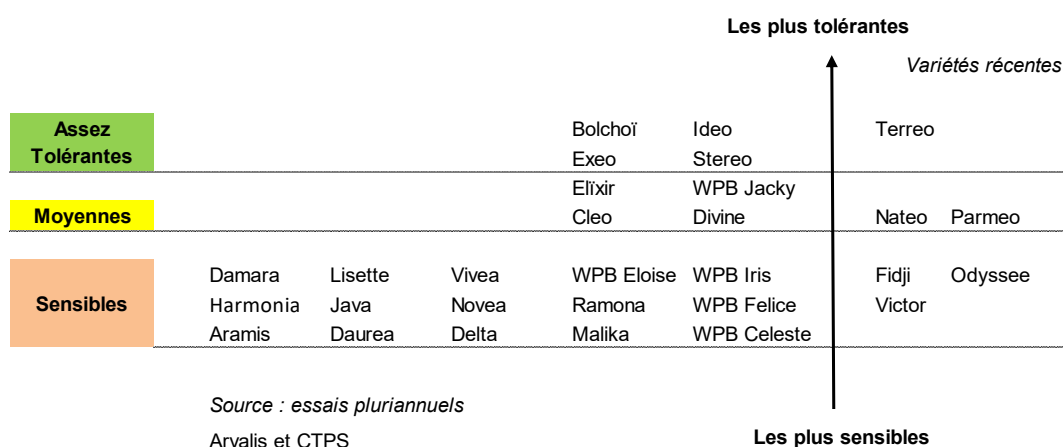 Les plus tolérantes
Variétés récentes
Assez Bolchoï Ideo Terreo
Tolérantes Exeo Stereo
Elïxir WPB Jacky
Moyennes Cleo Divine Nateo Parmeo
Damara Lisette Vivea WPB Eloise WPB Iris Fidji Odyssee
Sensibles Harmonia Java Novea Ramona WPB Felice Victor
Aramis Daurea Delta Malika WPB Celeste
Source : essais pluriannuels
Arvalis et CTPS
Les plus sensibles